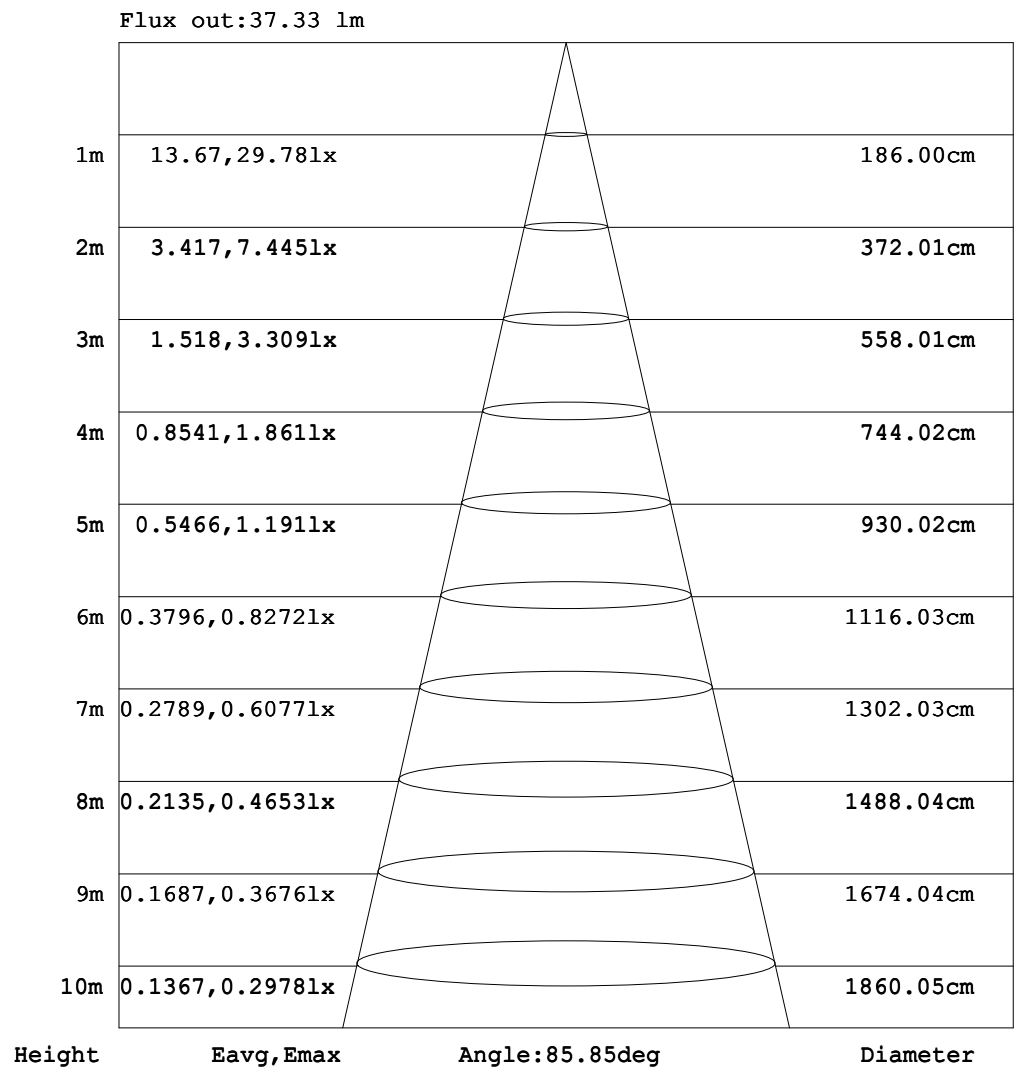 Flux out:37.33 lm
1m 13.67,29.78lx 186.00cm
2m 3.417,7.445lx 372.01cm
3m 1.518,3.309lx 558.01cm
4m 0.8541,1.861lx 744.02cm
5m 0.5466,1.191lx 930.02cm
6m 0.3796,0.8272lx 1116.03cm
7m 0.2789,0.6077lx 1302.03cm
8m 0.2135,0.4653lx 1488.04cm
9m 0.1687,0.3676lx 1674.04cm
10m 0.1367,0.2978lx 1860.05cm
Height Eavg,Emax Angle:85.85deg Diameter